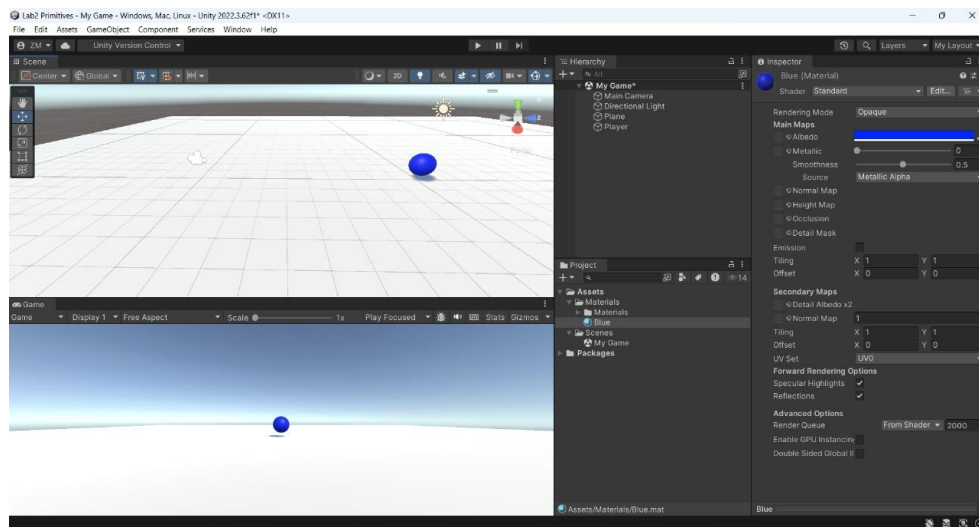 Lab2 Primitives - My Game - Windows, Mac, Linux - Unity 2022.3.62f1* <DX11>
File Edit Assets GameObject Component Services Window Help
ZM Unity Version Control Layers My Layout
Scene
Center Global 2D
z
Persp
Hierarchy
All
My Game*
Main Camera
Directional Light
Plane
Player
Project
14
Assets
Materials
Materials
Blue
Scenes
My Game
Packages
Assets/Materials/Blue.mat
Game
Game Display 1 Free Aspect Scale 1x Play Focused Stats Gizmos
Inspector
Blue (Material)
Shader Standard Edit...
Rendering Mode Opaque
Main Maps
Albedo
Metallic 0
Smoothness 0.5
Source Metallic Alpha
Normal Map
Height Map
Occlusion
Detail Mask
Emission
Tiling X 1 Y 1
Offset X 0 Y 0
Secondary Maps
Detail Albedo x2
Normal Map 1
Tiling X 1 Y 1
Offset X 0 Y 0
UV Set UV0
Forward Rendering Options
Specular Highlights
Reflections
Advanced Options
Render Queue From Shader 2000
Enable GPU Instancing
Double Sided Global Il
Blue